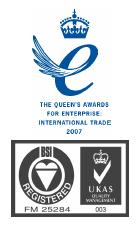 THE QUEEN'S AWARDS
FOR ENTERPRISE:
INTERNATIONAL TRADE
2007
BSI
REGISTERED
UKAS
QUALITY
MANAGEMENT
FM 25284
003